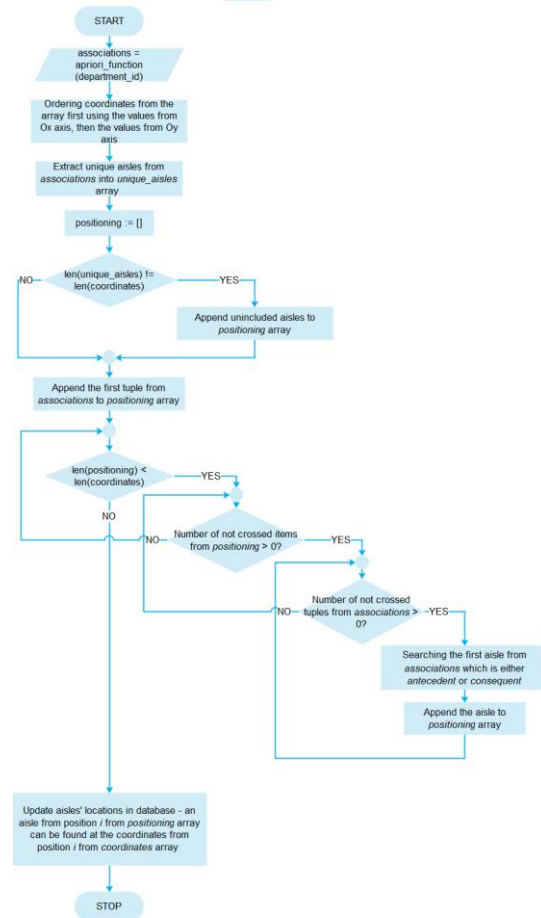 START
associations =
apriori_function
(department_id)
Ordering coordinates from the
array first using the values from
Ox axis, then the values from Oy
axis
Extract unique aisles from
associations into unique_aisles
array
positioning := []
len(unique_aisles) !=
len(coordinates)
NO
YES
Append unincluded aisles to
positioning array
Append the first tuple from
associations to positioning array
len(positioning) <
len(coordinates)
YES
NO
Number of not crossed items
from positioning > 0?
NO
YES
Number of not crossed
tuples from associations >
0?
NO
YES
Searching the first aisle from
associations which is either
antecedent or consequent
Append the aisle to
positioning array
Update aisles' locations in database - an
aisle from position i from positioning array
can be found at the coordinates from
position i from coordinates array
STOP